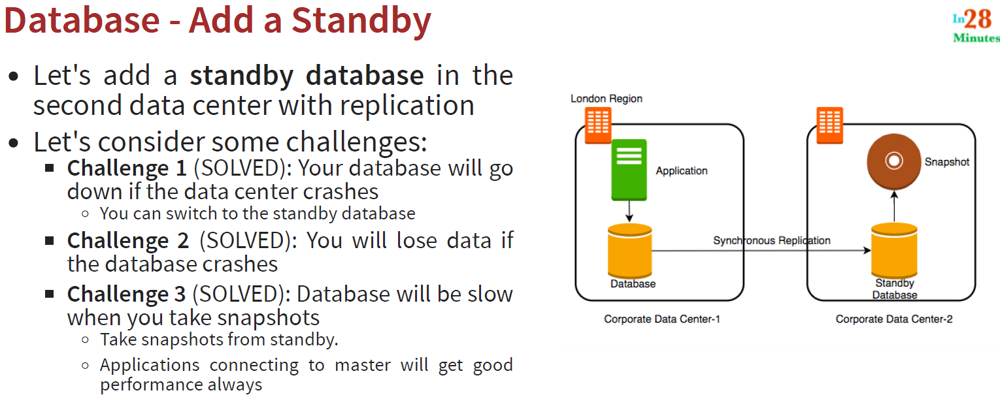 Database - Add a Standby
In28
Minutes
• Let's add a standby database in the
second data center with replication
• Let's consider some challenges:
▪ Challenge 1 (SOLVED): Your database will go
down if the data center crashes
◦ You can switch to the standby database
▪ Challenge 2 (SOLVED): You will lose data if
the database crashes
▪ Challenge 3 (SOLVED): Database will be slow
when you take snapshots
◦ Take snapshots from standby.
◦ Applications connecting to master will get good
performance always
London Region
Application
Database
Corporate Data Center-1
Synchronous Replication
Snapshot
Standby
Database
Corporate Data Center-2